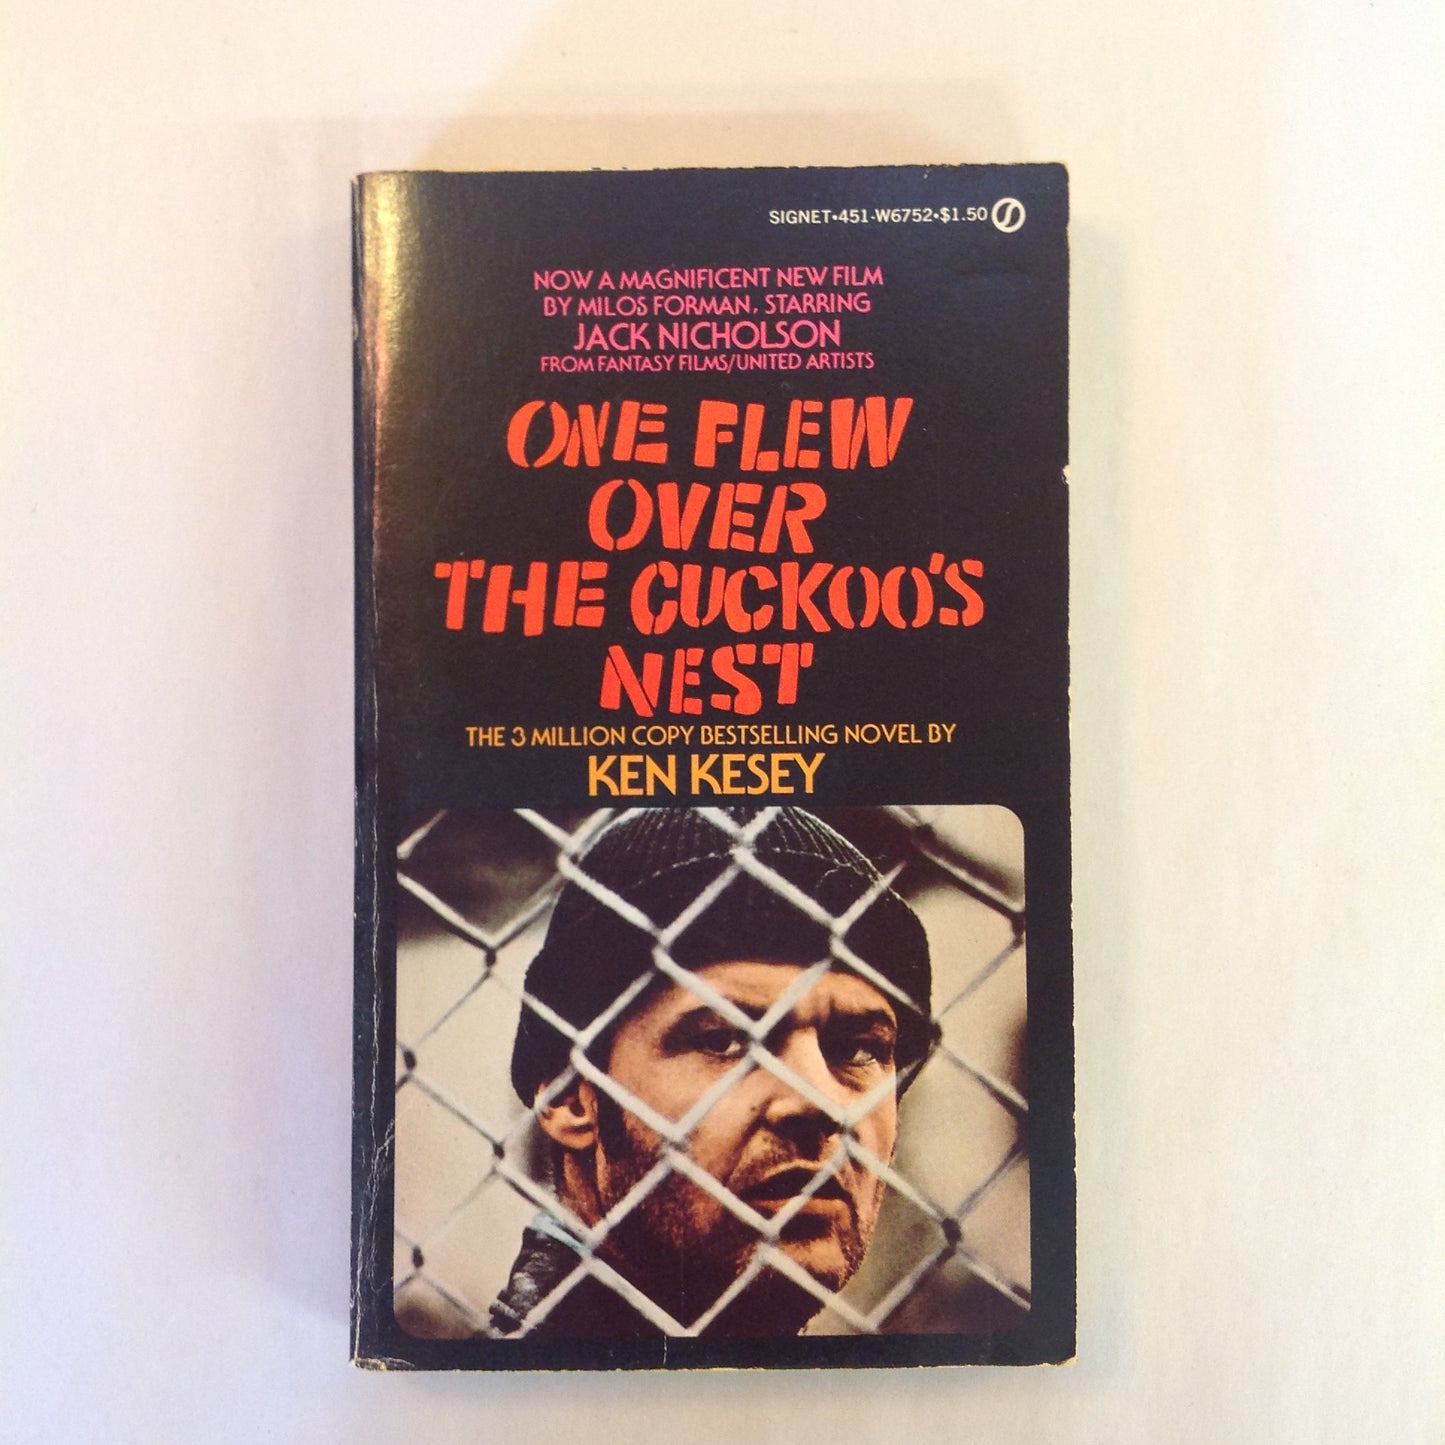 SIGNET•451-W6752•$1.50
NOW A MAGNIFICENT NEW FILM
BY MILOS FORMAN, STARRING
JACK NICHOLSON
FROM FANTASY FILMS/UNITED ARTISTS
ONE FLEW
OVER
THE CUCKOO'S
NEST
THE 3 MILLION COPY BESTSELLING NOVEL BY
KEN KESEY